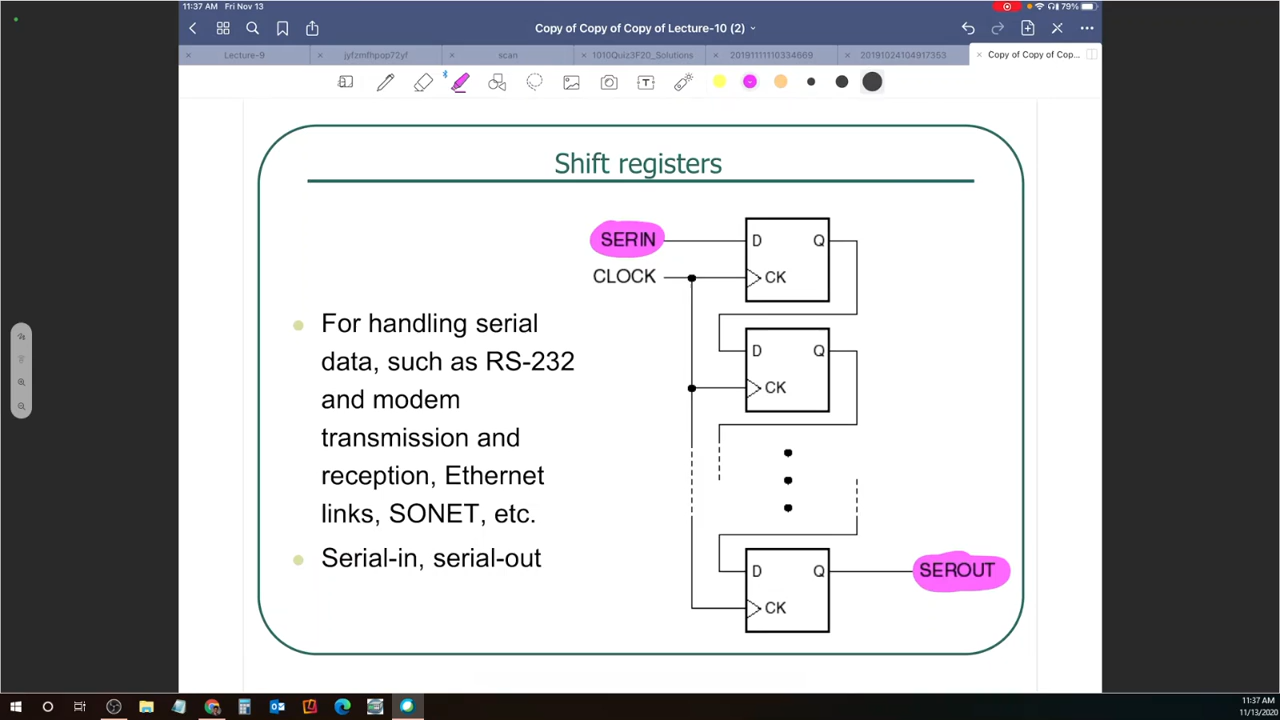 11:37 AM Fri Nov 13
79%
Copy of Copy of Copy of Lecture-10 (2)
Lecture-9
jyfzmfhpop72yf
scan
1010Quiz3F20_Solutions
20191111110334669
20191024104917353
Copy of Copy of Cop...
Shift registers
SERIN
D Q
CLOCK
CK
For handling serial
data, such as RS-232
and modem
transmission and
reception, Ethernet
links, SONET, etc.
Serial-in, serial-out
D Q
CK
D Q
SEROUT
CK
11:37 AM
11/13/2020